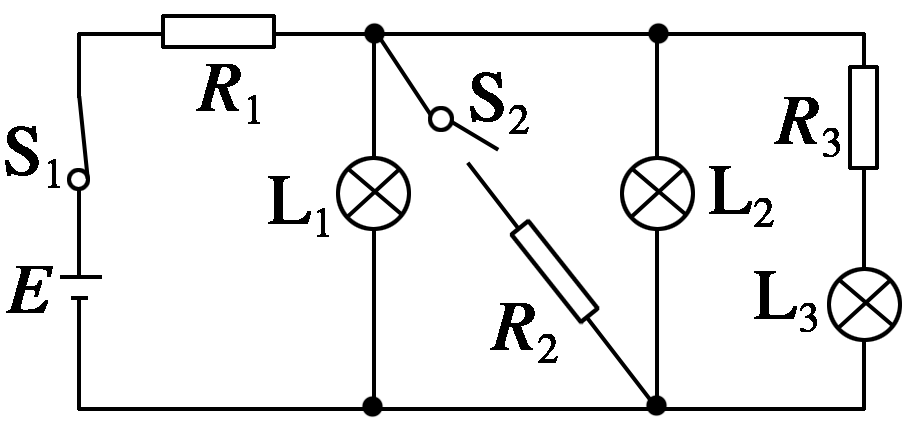 R₁
S₂
R₃
S₁
L₁
L₂
E
R₂
L₃